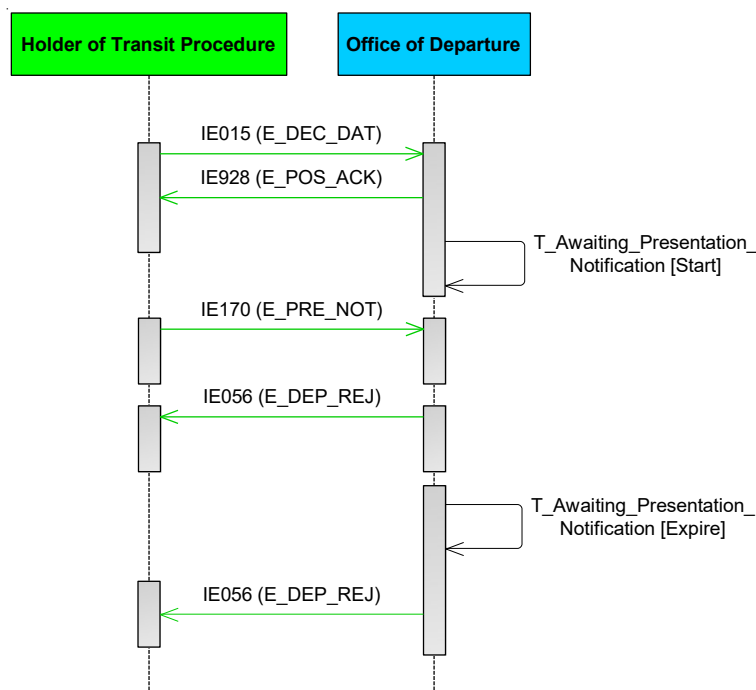 Holder of Transit Procedure
Office of Departure
IE015 (E_DEC_DAT)
IE928 (E_POS_ACK)
T_Awaiting_Presentation_
Notification [Start]
IE170 (E_PRE_NOT)
IE056 (E_DEP_REJ)
T_Awaiting_Presentation_
Notification [Expire]
IE056 (E_DEP_REJ)